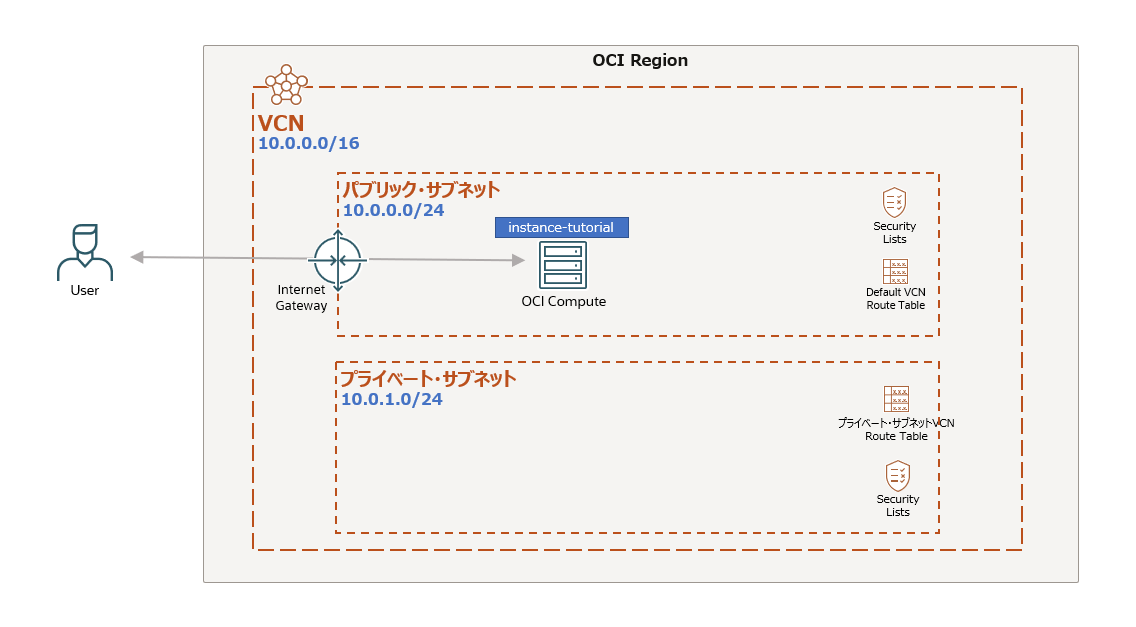 OCI Region
VCN
10.0.0.0/16
パブリック・サブネット
10.0.0.0/24
instance-tutorial
OCI Compute
Internet
Gateway
User
Security
Lists
Default VCN
Route Table
プライベート・サブネット
10.0.1.0/24
プライベート・サブネットVCN
Route Table
Security
Lists